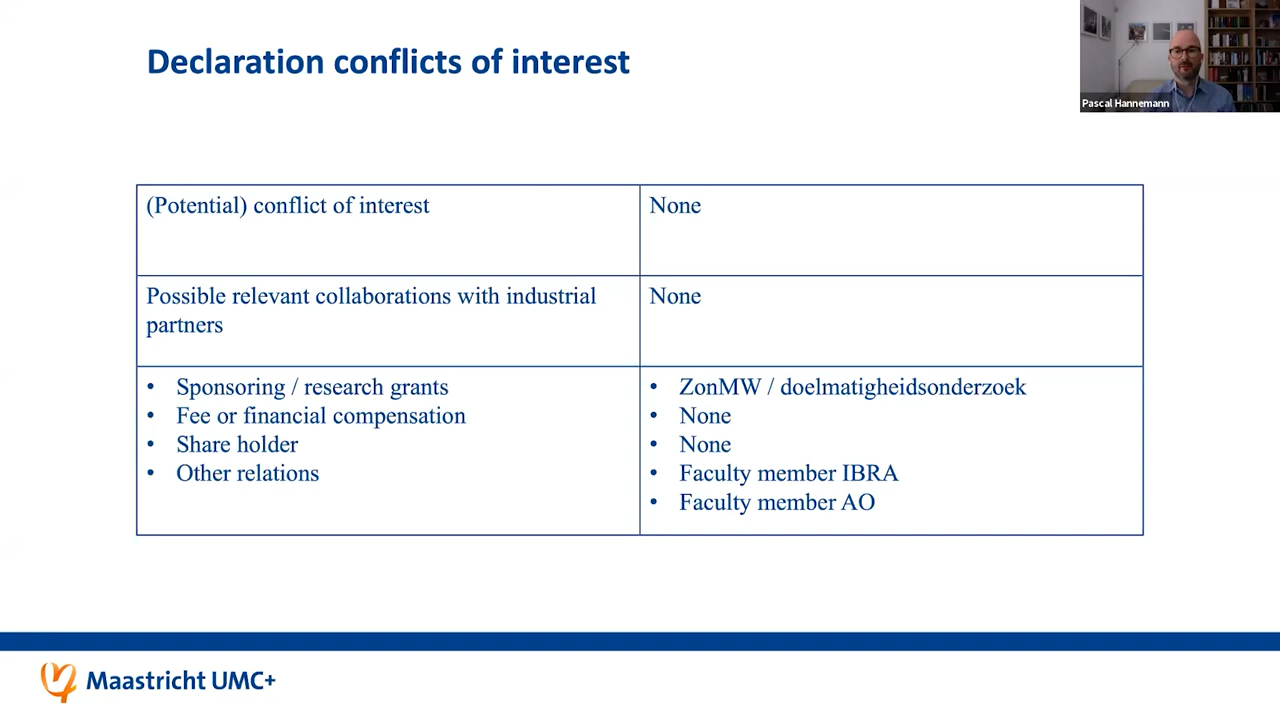 Declaration conflicts of interest
Pascal Hannemann
(Potential) conflict of interest
None
Possible relevant collaborations with industrial
partners
None
• Sponsoring / research grants
• Fee or financial compensation
• Share holder
• Other relations
• ZonMW / doelmatigheidsonderzoek
• None
• None
• Faculty member IBRA
• Faculty member AO
Maastricht UMC+